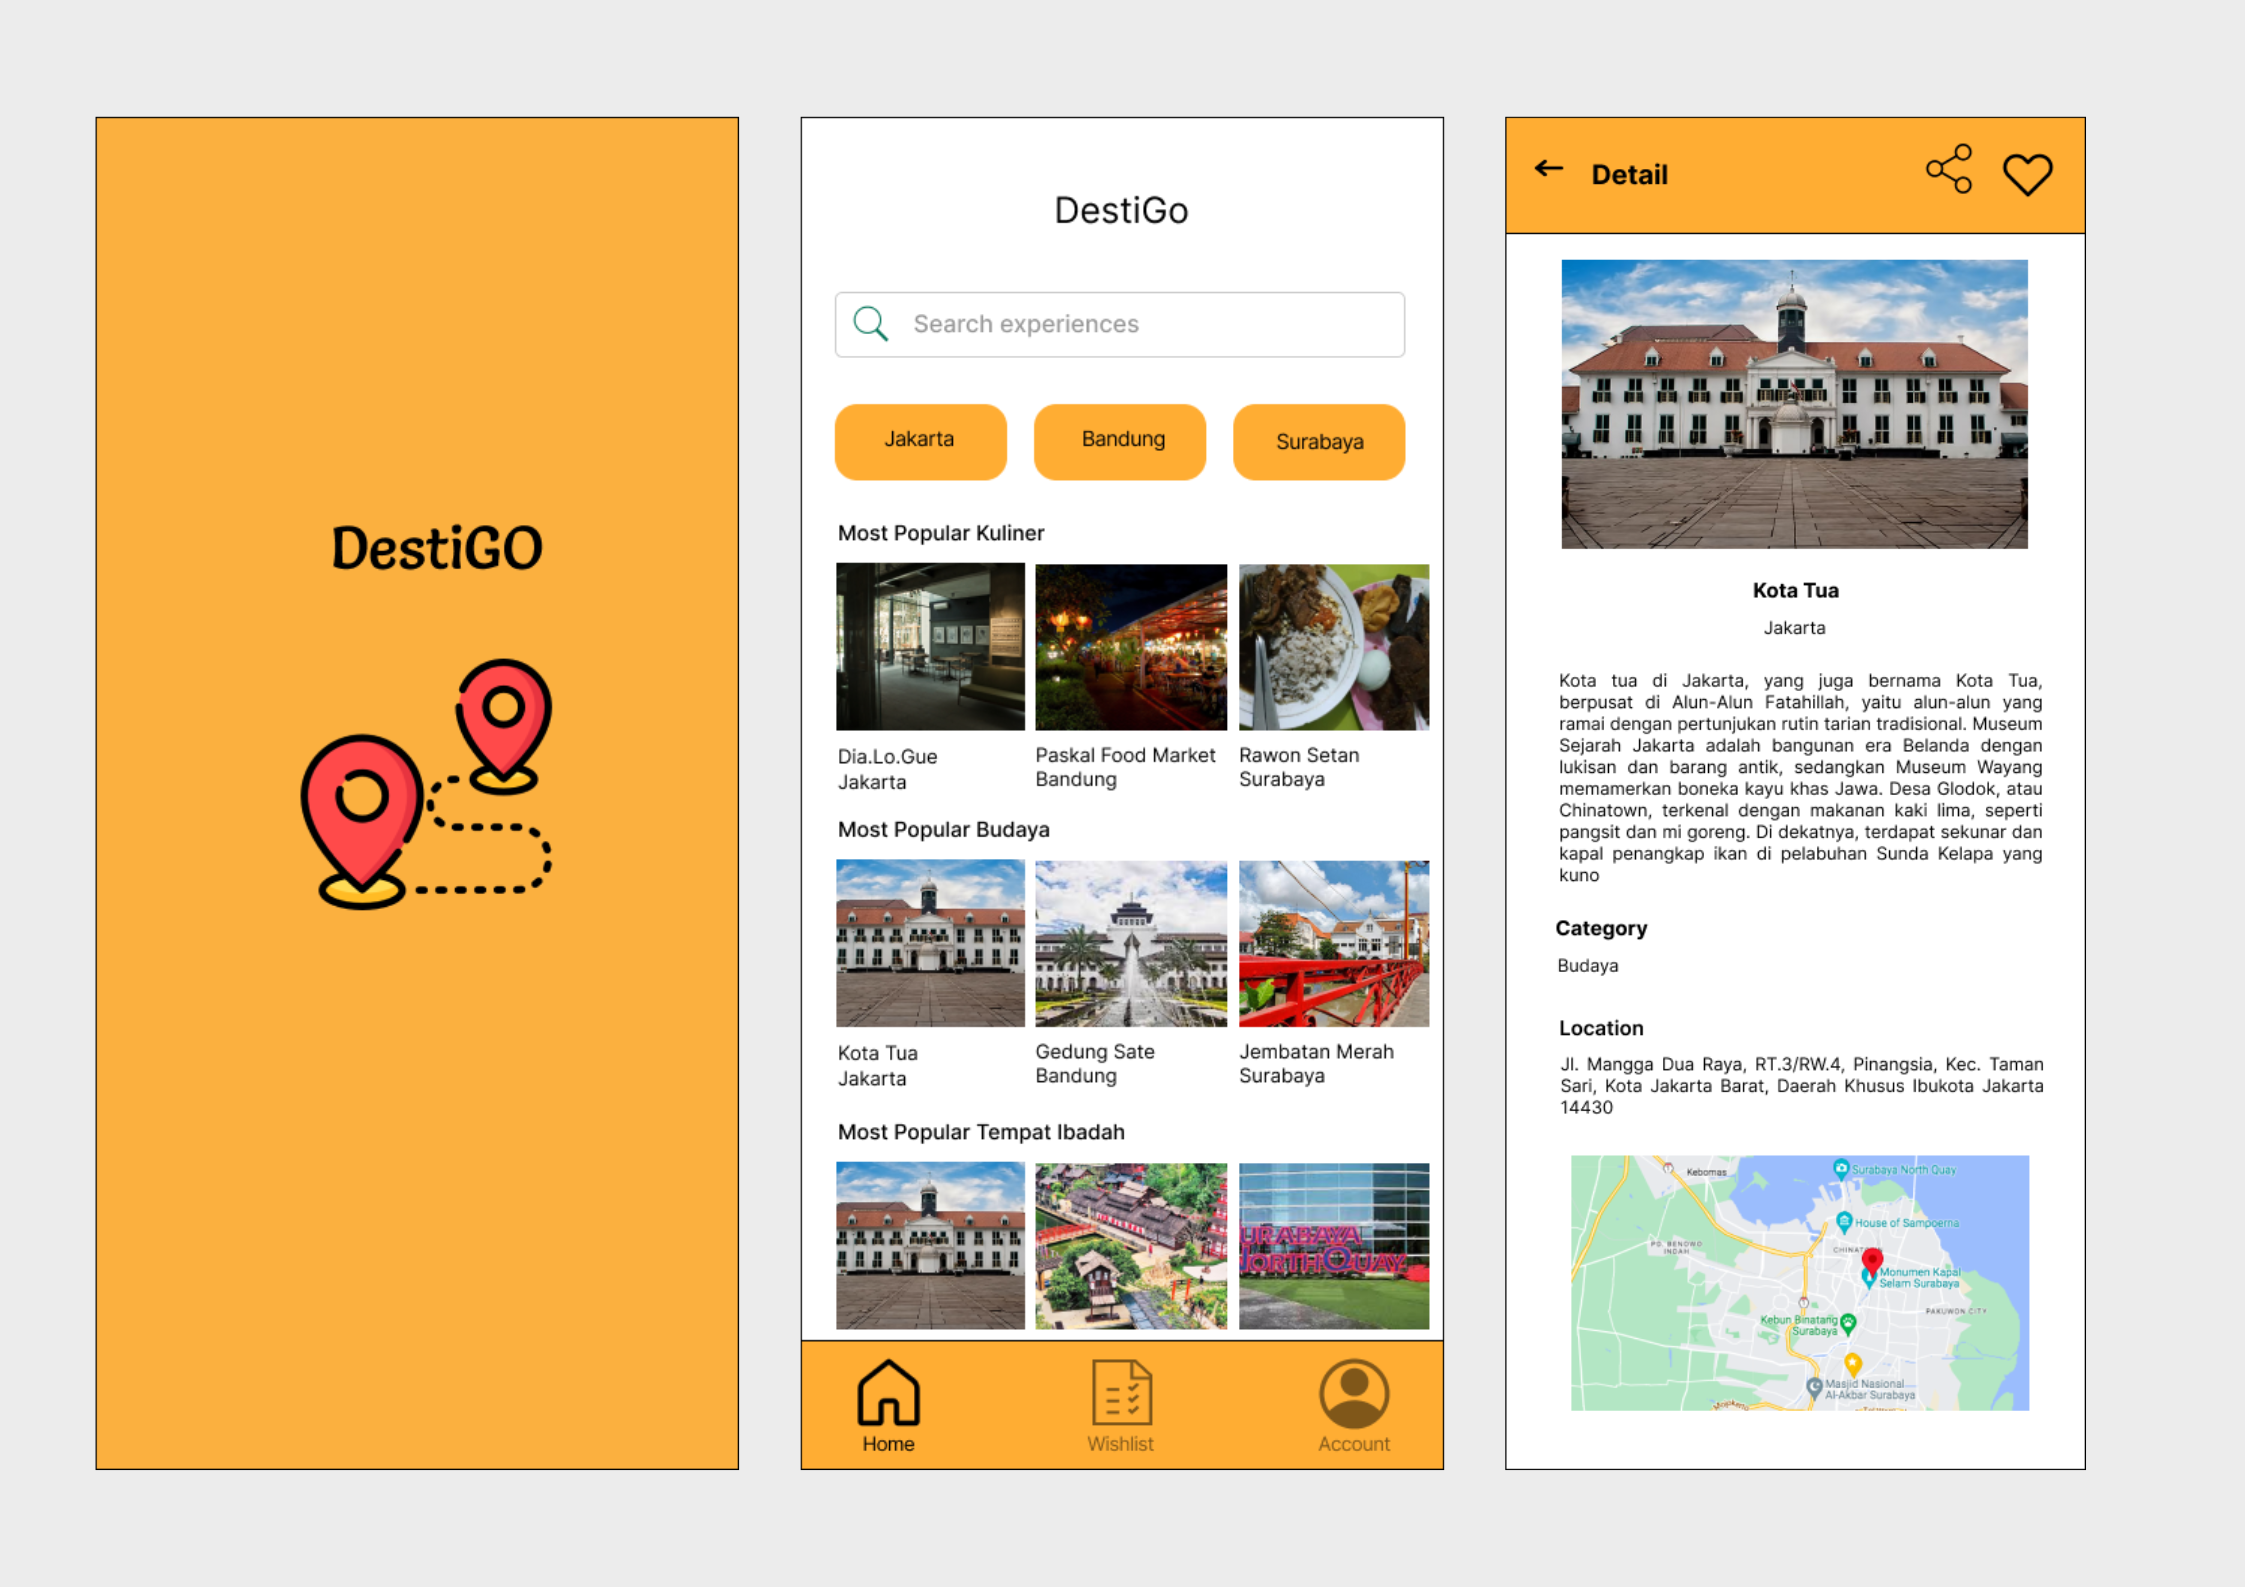 DestiGO
DestiGo
Search experiences
Jakarta
Bandung
Surabaya
Most Popular Kuliner
Dia.Lo.Gue
Jakarta
Paskal Food Market
Bandung
Rawon Setan
Surabaya
Most Popular Budaya
Kota Tua
Jakarta
Gedung Sate
Bandung
Jembatan Merah
Surabaya
Most Popular Tempat Ibadah
URABAYA
NORTH QUAY
Home
Wishlist
Account
Detail
Kota Tua
Jakarta
Kota tua di Jakarta, yang juga bernama Kota Tua,
berpusat di Alun-Alun Fatahillah, yaitu alun-alun yang
ramai dengan pertunjukan rutin tarian tradisional. Museum
Sejarah Jakarta adalah bangunan era Belanda dengan
lukisan dan barang antik, sedangkan Museum Wayang
memamerkan boneka kayu khas Jawa. Desa Glodok, atau
Chinatown, terkenal dengan makanan kaki lima, seperti
pangsit dan mi goreng. Di dekatnya, terdapat sekunar dan
kapal penangkap ikan di pelabuhan Sunda Kelapa yang
kuno
Category
Budaya
Location
Jl. Mangga Dua Raya, RT.3/RW.4, Pinangsia, Kec. Taman
Sari, Kota Jakarta Barat, Daerah Khusus Ibukota Jakarta
14430
Kebomas
Surabaya North Quay
House of Sampoerna
PO. BENOWO
INDAH
Monumen Kapal
Selam Surabaya
PAKUWON CITY
Kebun Binatang
Surabaya
Masjid Nasional
Al-Akbar Surabaya
Mojokerto